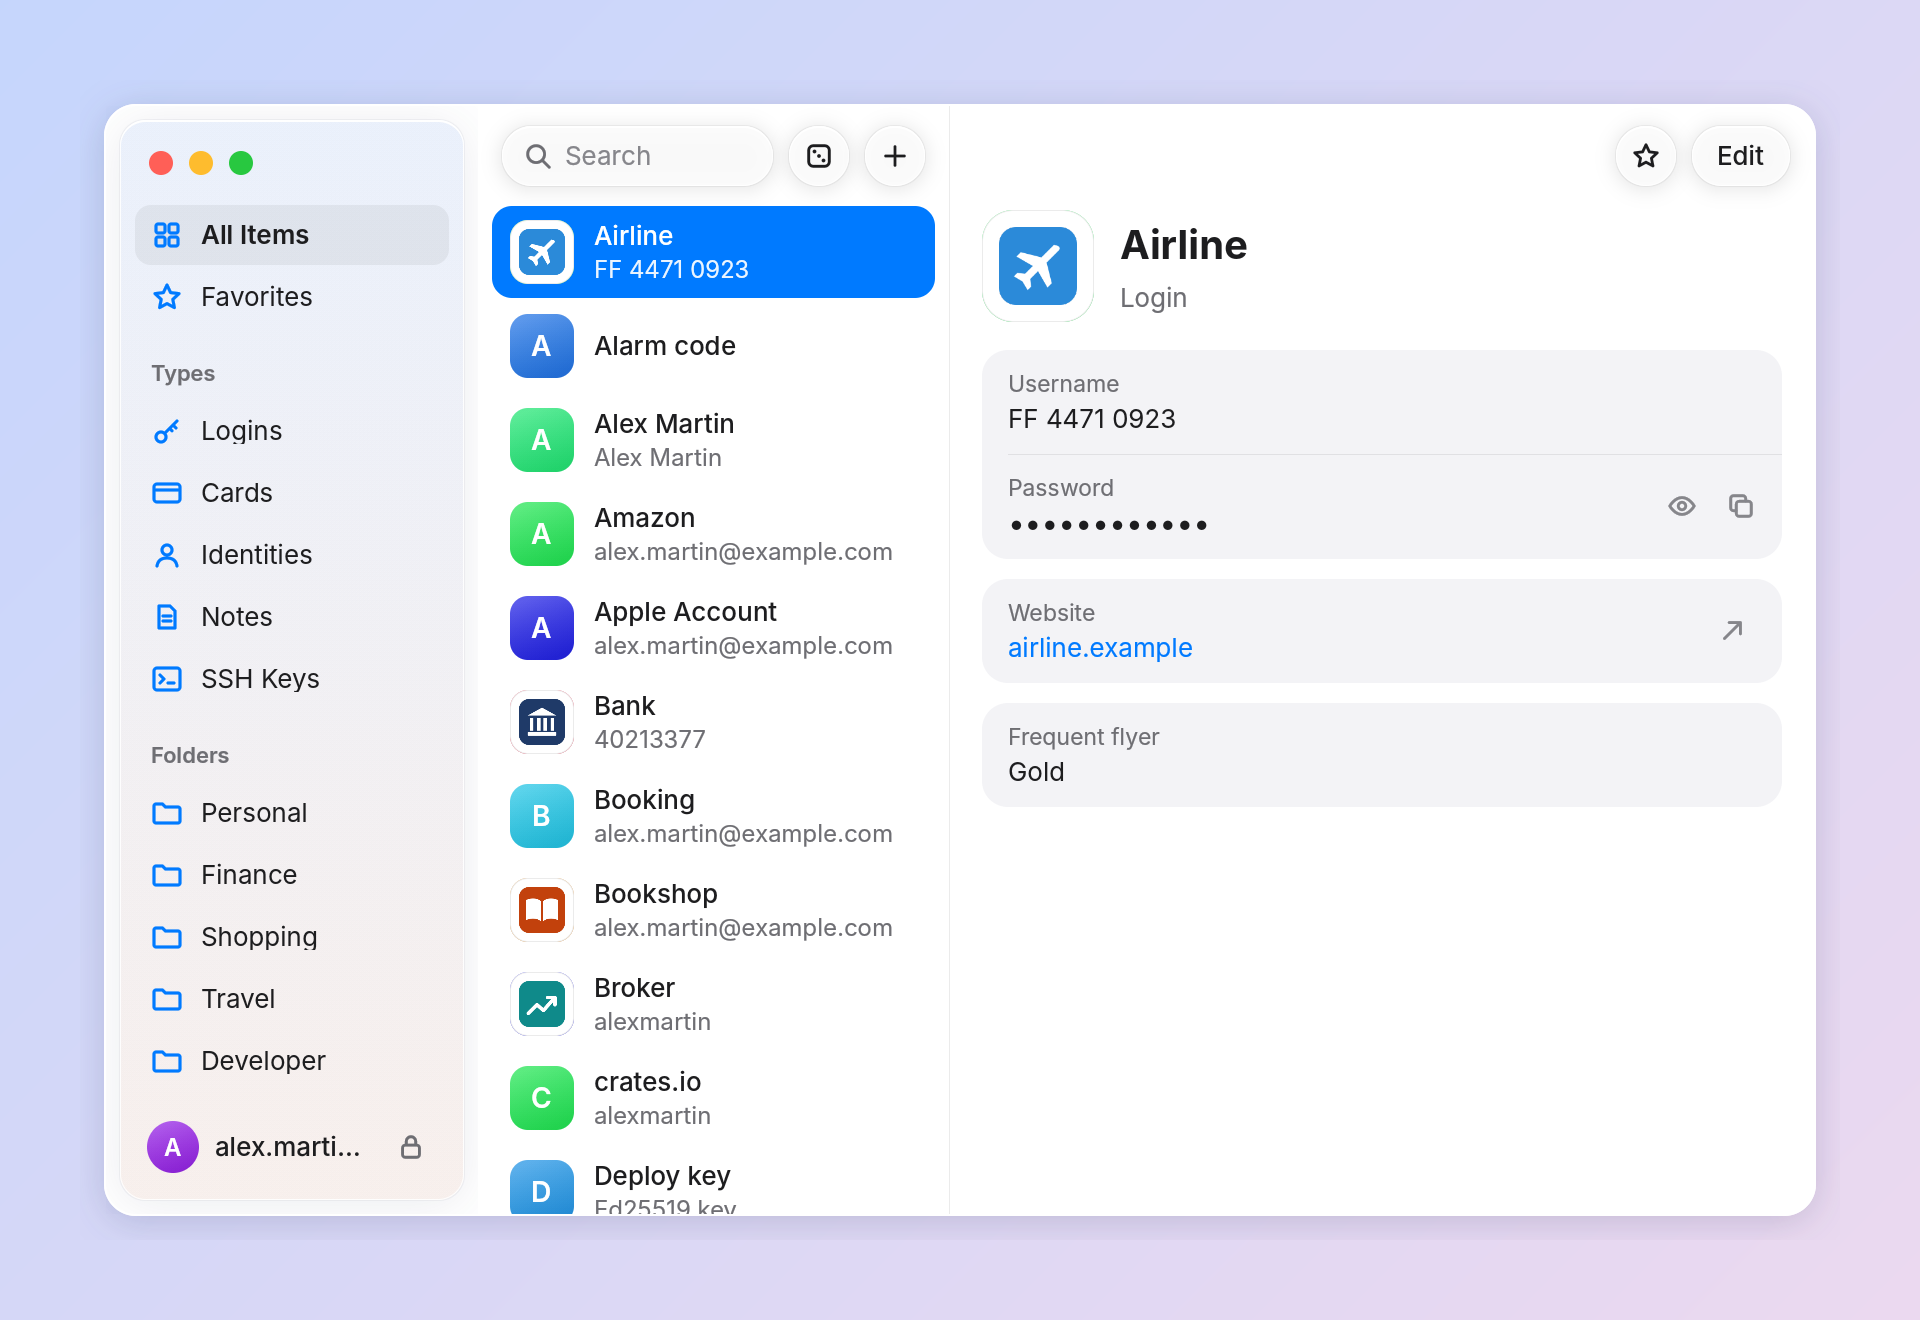 All Items
Favorites
Types
Logins
Cards
Identities
Notes
SSH Keys
Folders
Personal
Finance
Shopping
Travel
Developer
A
alex.marti...
Search
Airline
FF 4471 0923
A
Alarm code
A
Alex Martin
Alex Martin
A
Amazon
alex.martin@example.com
A
Apple Account
alex.martin@example.com
Bank
40213377
B
Booking
alex.martin@example.com
Bookshop
alex.martin@example.com
Broker
alexmartin
C
crates.io
alexmartin
D
Deploy key
Ed25519 key
Edit
Airline
Login
Username
FF 4471 0923
Password
••••••••••••
Website
airline.example
Frequent flyer
Gold